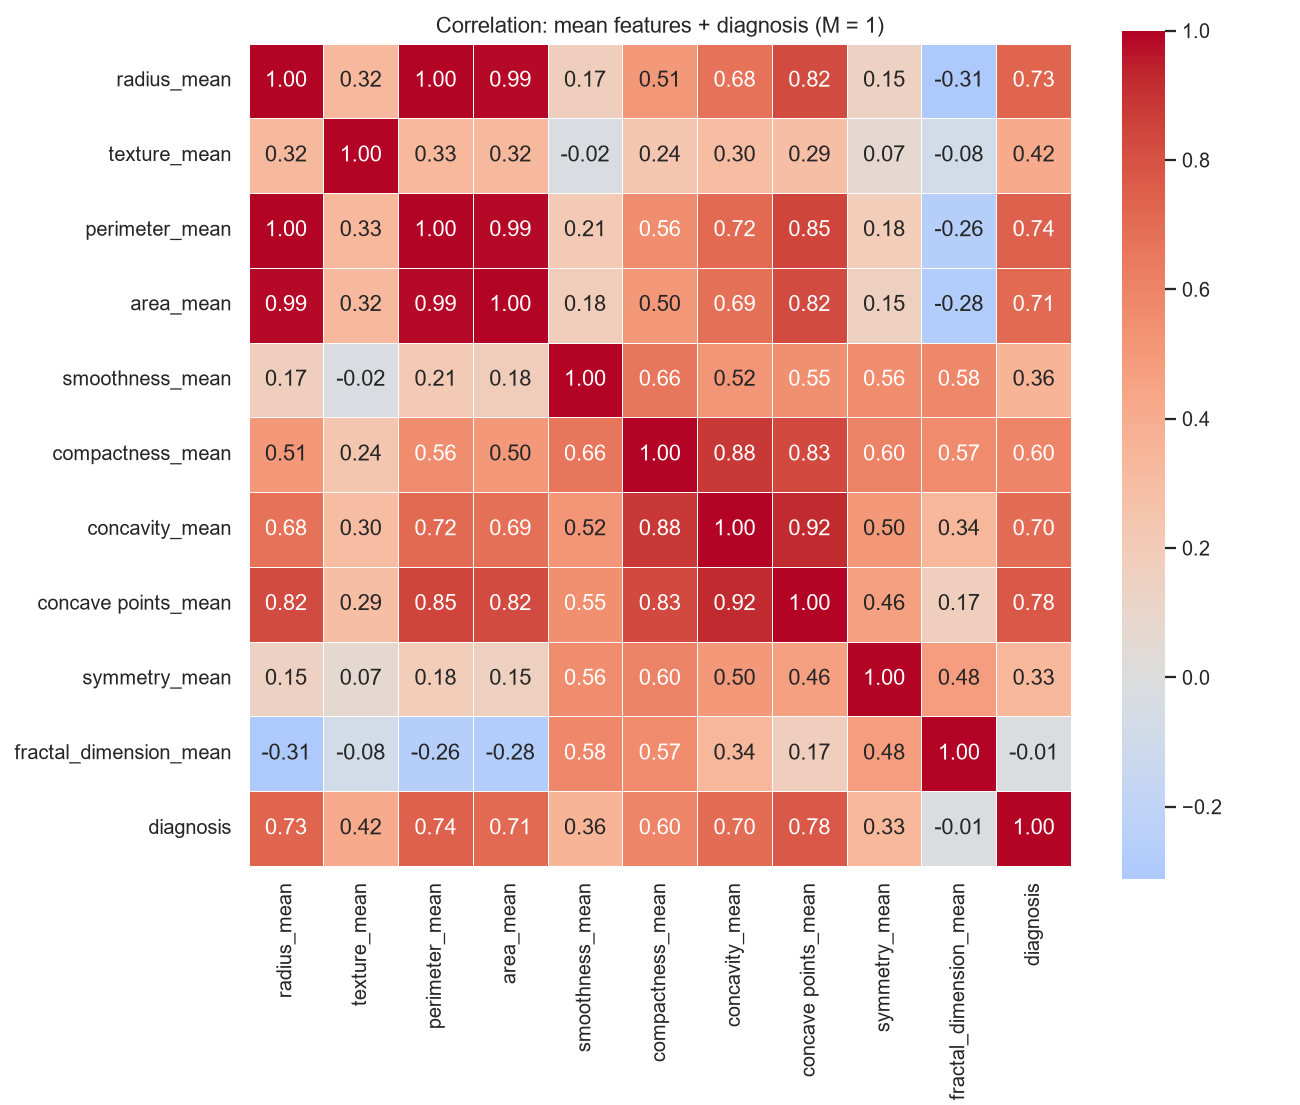 Correlation: mean features + diagnosis (M = 1)
radius_mean 1.00 0.32 1.00 0.99 0.17 0.51 0.68 0.82 0.15 -0.31 0.73
texture_mean 0.32 1.00 0.33 0.32 -0.02 0.24 0.30 0.29 0.07 -0.08 0.42
perimeter_mean 1.00 0.33 1.00 0.99 0.21 0.56 0.72 0.85 0.18 -0.26 0.74
area_mean 0.99 0.32 0.99 1.00 0.18 0.50 0.69 0.82 0.15 -0.28 0.71
smoothness_mean 0.17 -0.02 0.21 0.18 1.00 0.66 0.52 0.55 0.56 0.58 0.36
compactness_mean 0.51 0.24 0.56 0.50 0.66 1.00 0.88 0.83 0.60 0.57 0.60
concavity_mean 0.68 0.30 0.72 0.69 0.52 0.88 1.00 0.92 0.50 0.34 0.70
concave points_mean 0.82 0.29 0.85 0.82 0.55 0.83 0.92 1.00 0.46 0.17 0.78
symmetry_mean 0.15 0.07 0.18 0.15 0.56 0.60 0.50 0.46 1.00 0.48 0.33
fractal_dimension_mean -0.31 -0.08 -0.26 -0.28 0.58 0.57 0.34 0.17 0.48 1.00 -0.01
diagnosis 0.73 0.42 0.74 0.71 0.36 0.60 0.70 0.78 0.33 -0.01 1.00
radius_mean
texture_mean
perimeter_mean
area_mean
smoothness_mean
compactness_mean
concavity_mean
concave points_mean
symmetry_mean
fractal_dimension_mean
diagnosis
1.0
0.8
0.6
0.4
0.2
0.0
−0.2